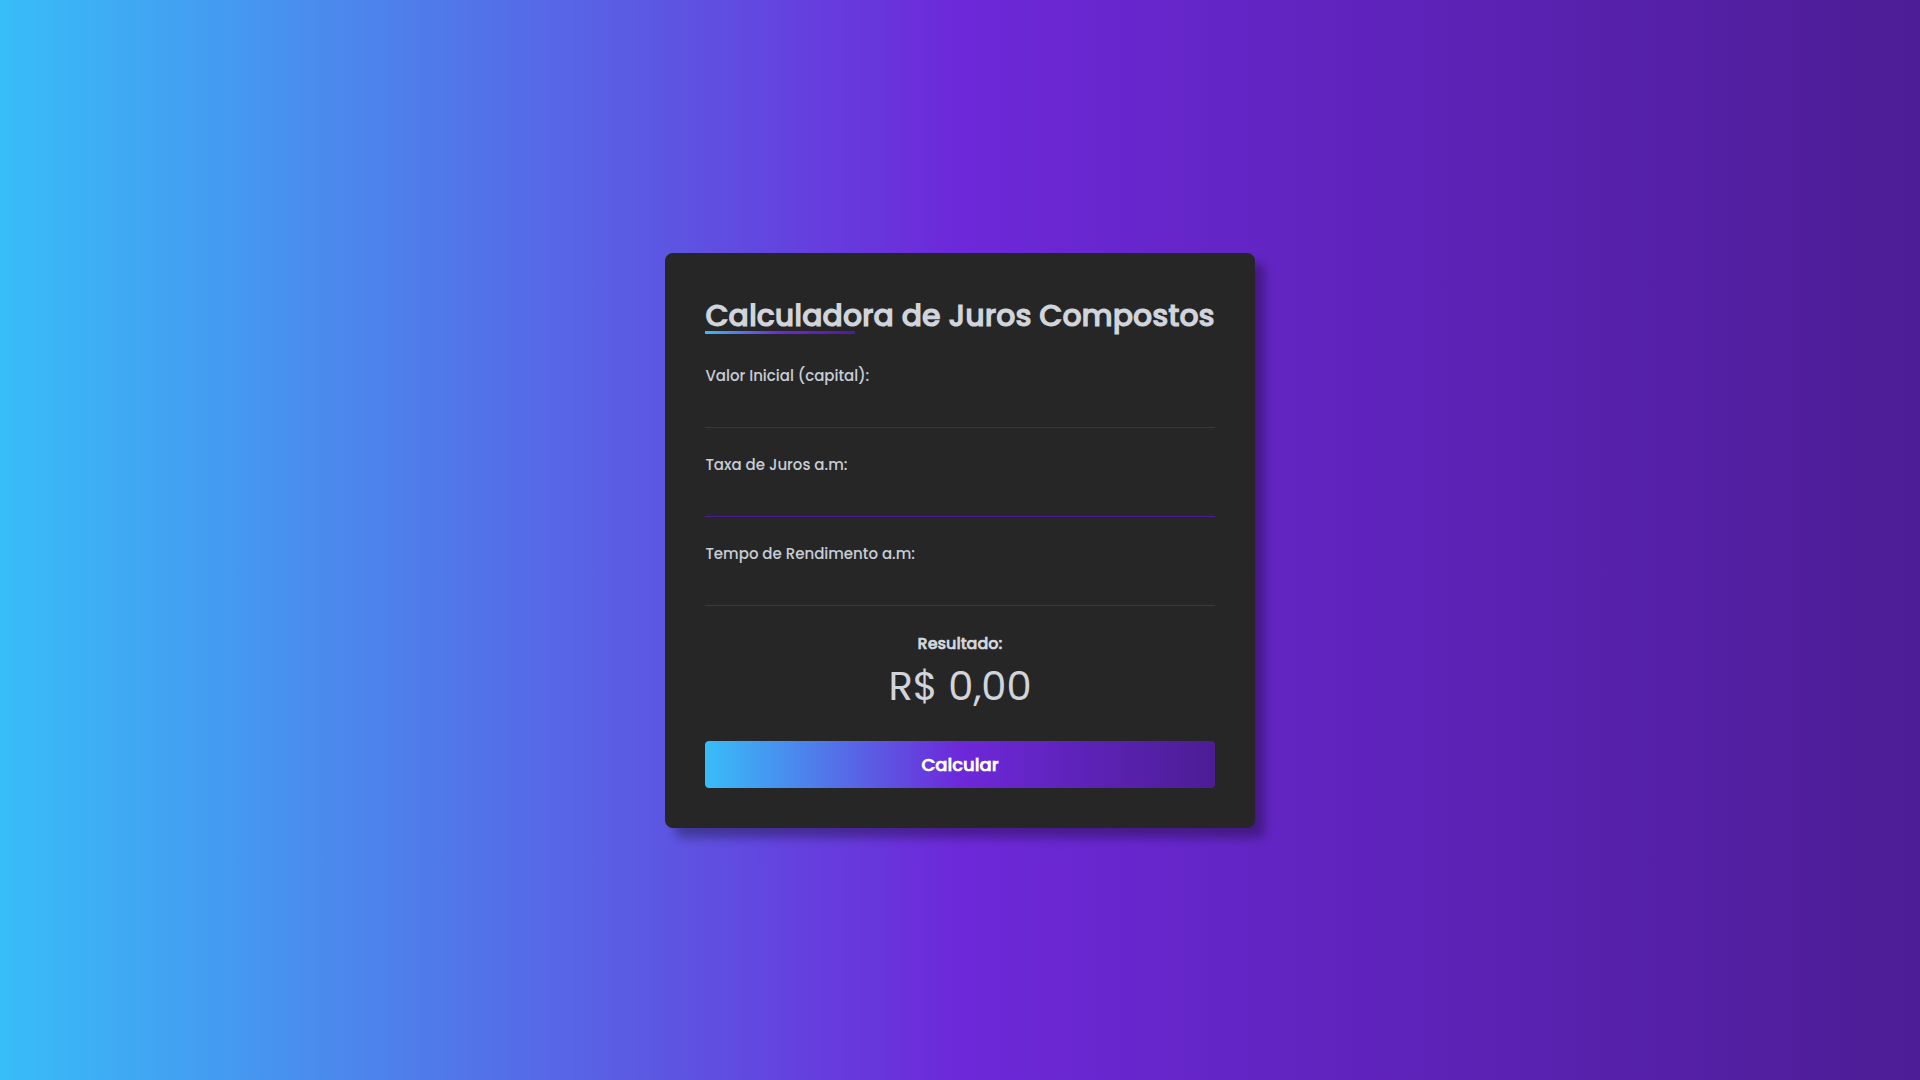 Calculadora de Juros Compostos
Valor Inicial (capital):
Taxa de Juros a.m:
Tempo de Rendimento a.m:
Resultado:
R$ 0,00
Calcular